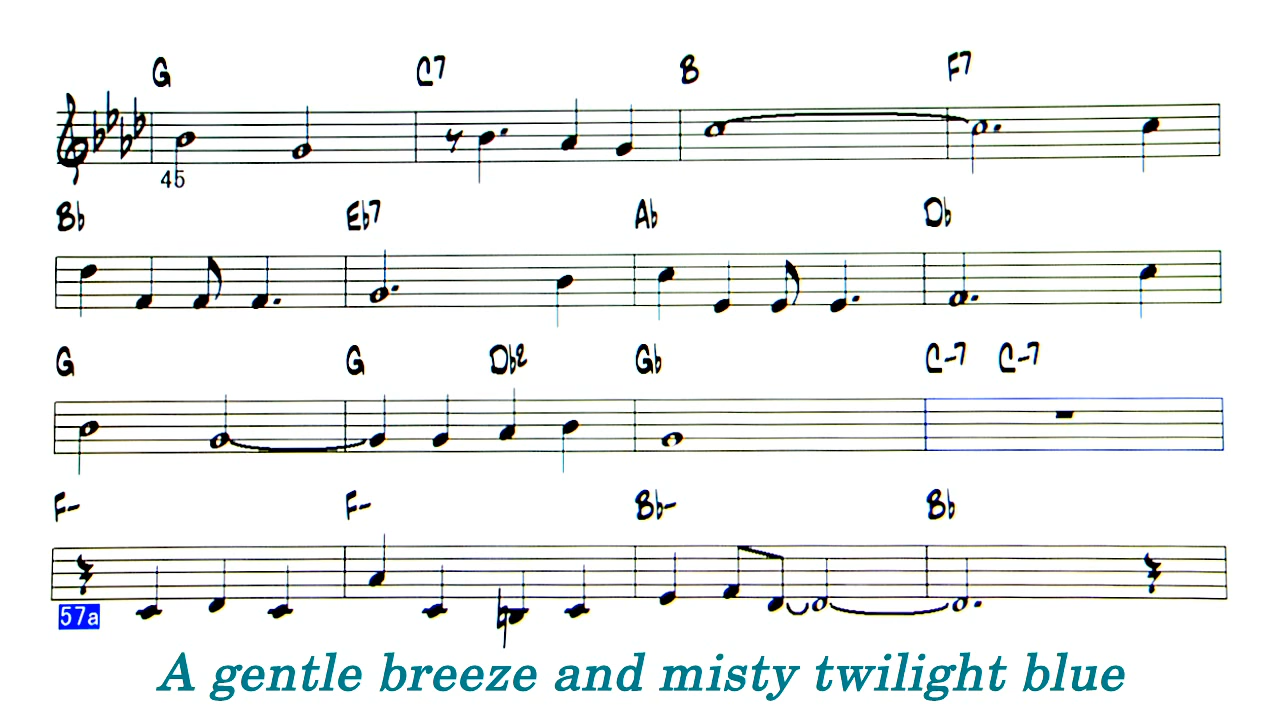 G C7 B F7
45
Bb Eb7 Ab Db
G G Db2 Gb C-7 C-7
F- F- Bb- Bb
57a
A gentle breeze and misty twilight blue